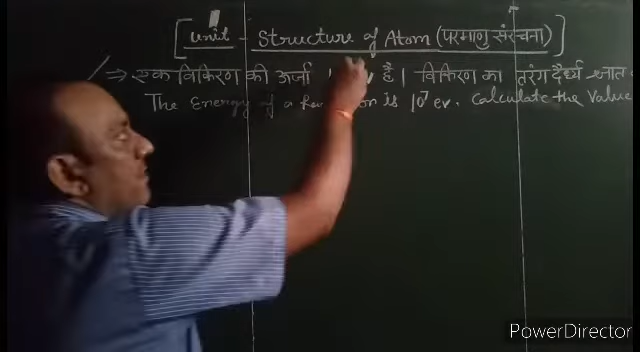 [Unit - Structure of Atom (परमाणु संरचना)]
⇒ एक विकिरण की ऊर्जा है। विकिरण का तरंग दैर्ध्य ज्ञात
The Energy of a is 10⁷ ev. Calculate the Value
PowerDirector